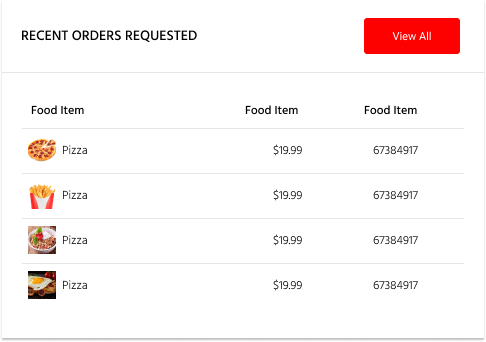 RECENT ORDERS REQUESTED View All
Food Item Food Item Food Item
Pizza $19.99 67384917
Pizza $19.99 67384917
Pizza $19.99 67384917
Pizza $19.99 67384917